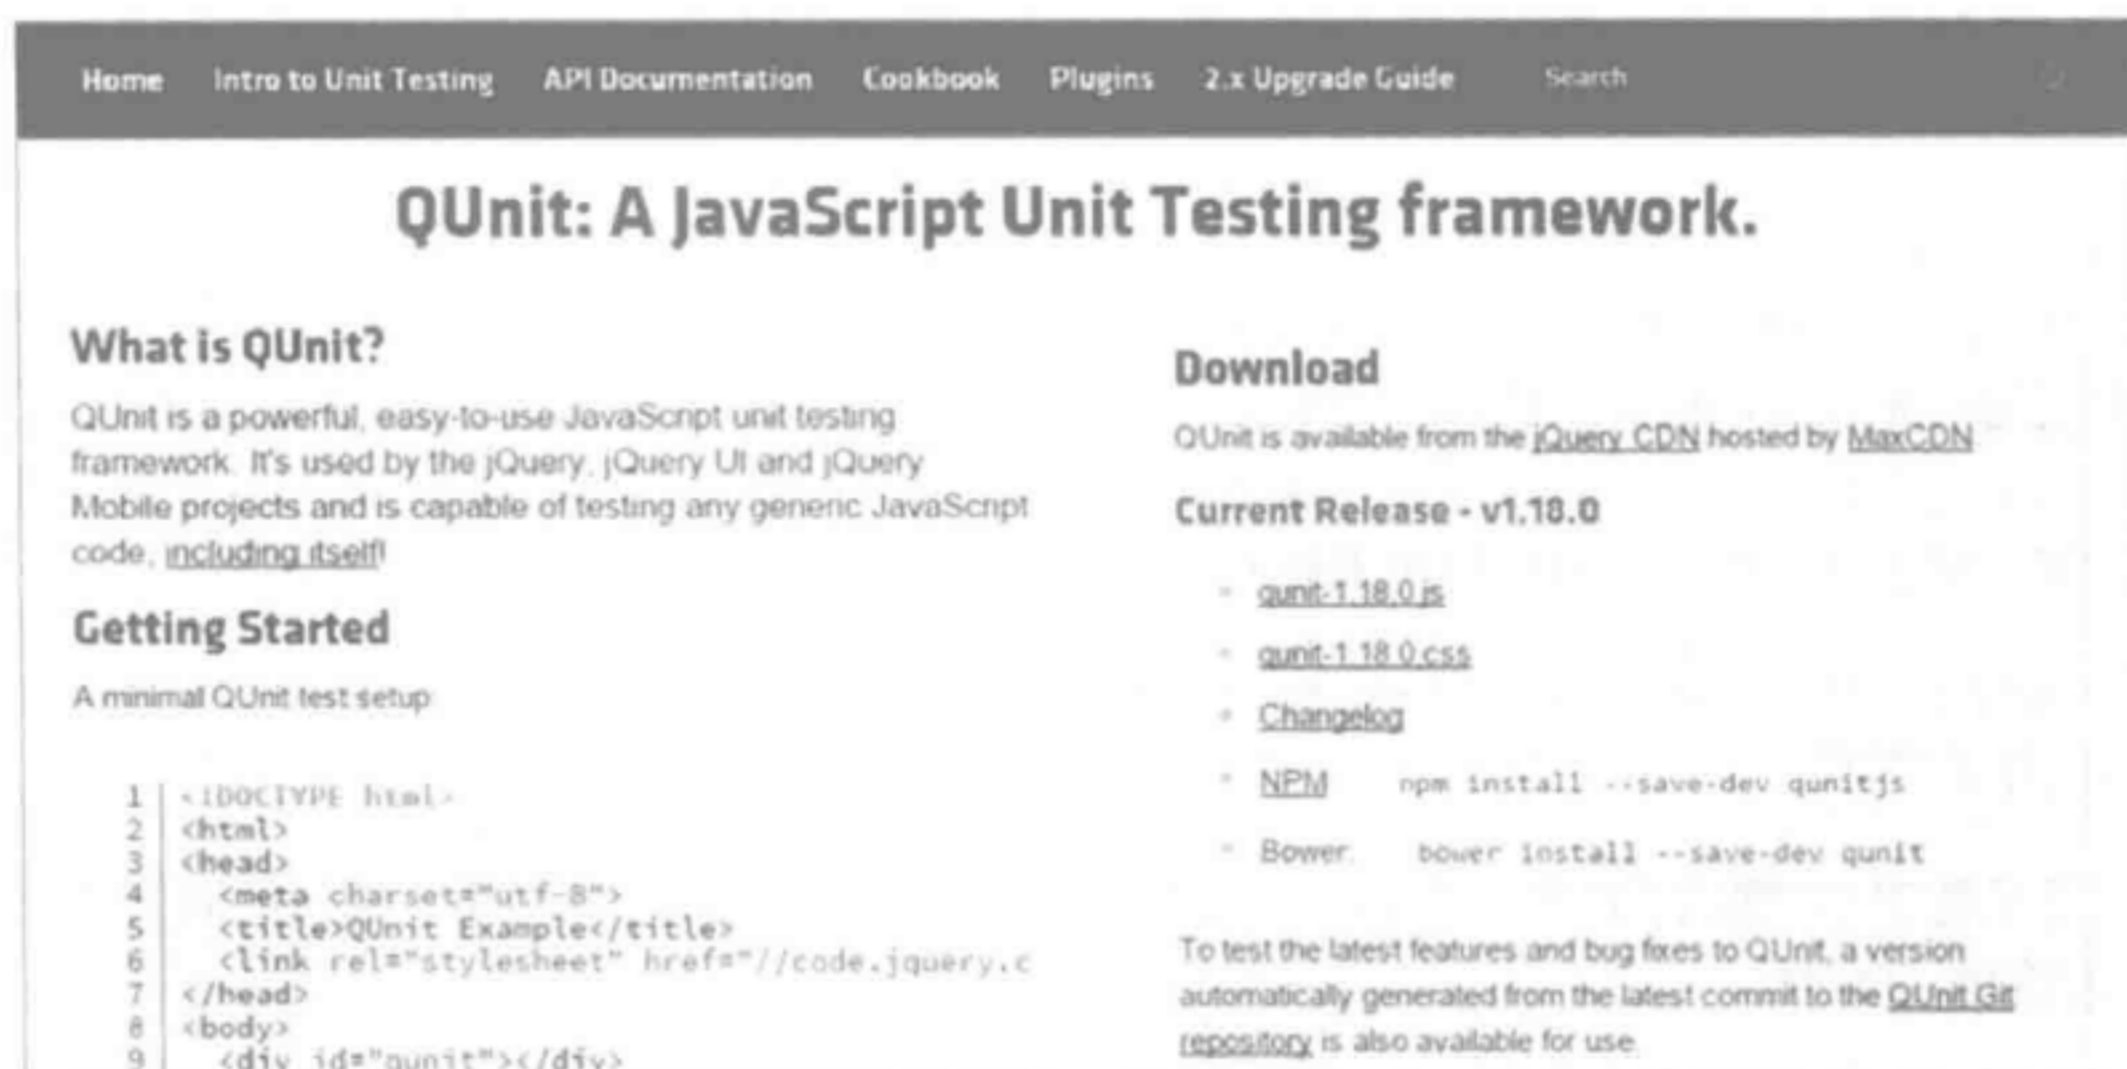 Home Intro to Unit Testing API Documentation Cookbook Plugins 2.x Upgrade Guide Search
QUnit: A JavaScript Unit Testing framework.
What is QUnit?
QUnit is a powerful, easy-to-use JavaScript unit testing
framework. It's used by the jQuery, jQuery UI and jQuery
Mobile projects and is capable of testing any generic JavaScript
code, including itself!
Getting Started
A minimal QUnit test setup
1 <!DOCTYPE html>
2 <html>
3 <head>
4 <meta charset="utf-8">
5 <title>QUnit Example</title>
6 <link rel="stylesheet" href="//code.jquery.c
7 </head>
8 <body>
9 <div id="qunit"></div>
Download
QUnit is available from the jQuery CDN hosted by MaxCDN
Current Release - v1.18.0
qunit-1.18.0.js
qunit-1.18.0.css
Changelog
NPM npm install --save-dev qunitjs
Bower: bower install --save-dev qunit
To test the latest features and bug fixes to QUnit, a version
automatically generated from the latest commit to the QUnit Git
repository is also available for use.